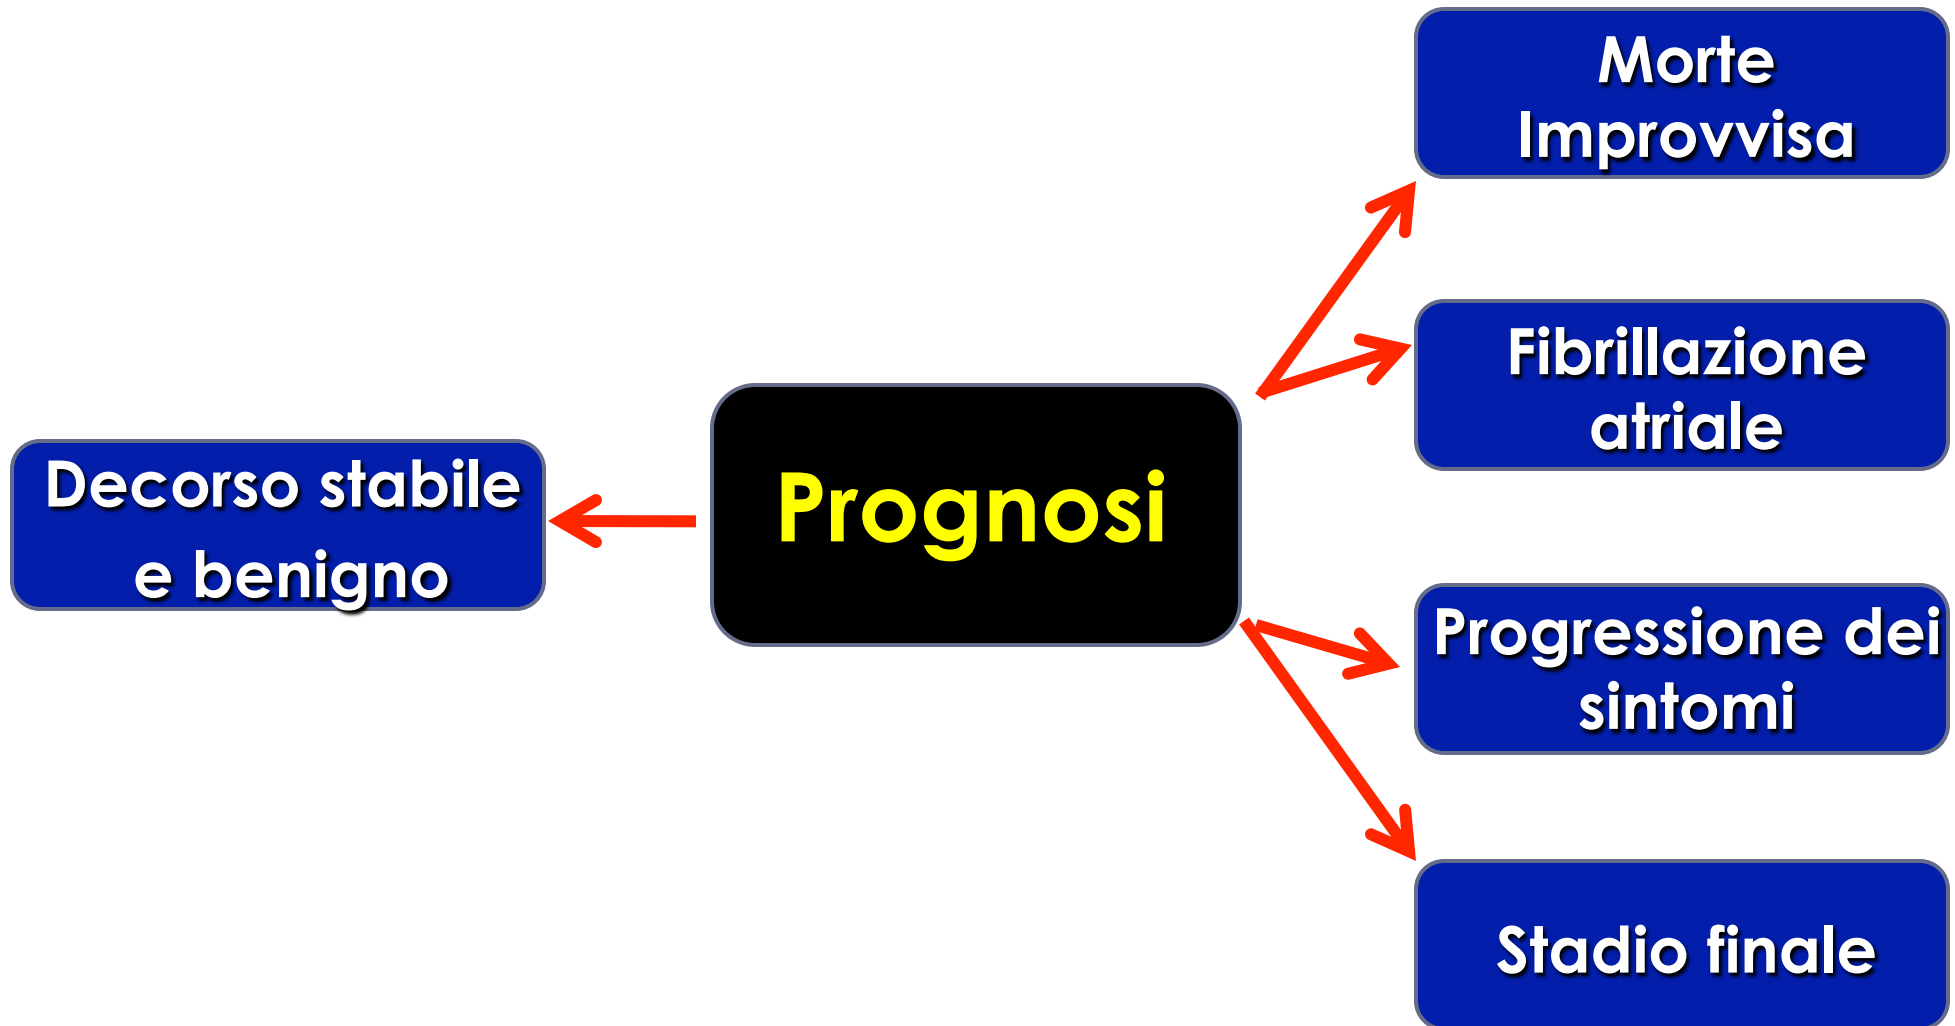 Morte
Improvvisa
Fibrillazione
atriale
Decorso stabile
e benigno
Prognosi
Progressione dei
sintomi
Stadio finale